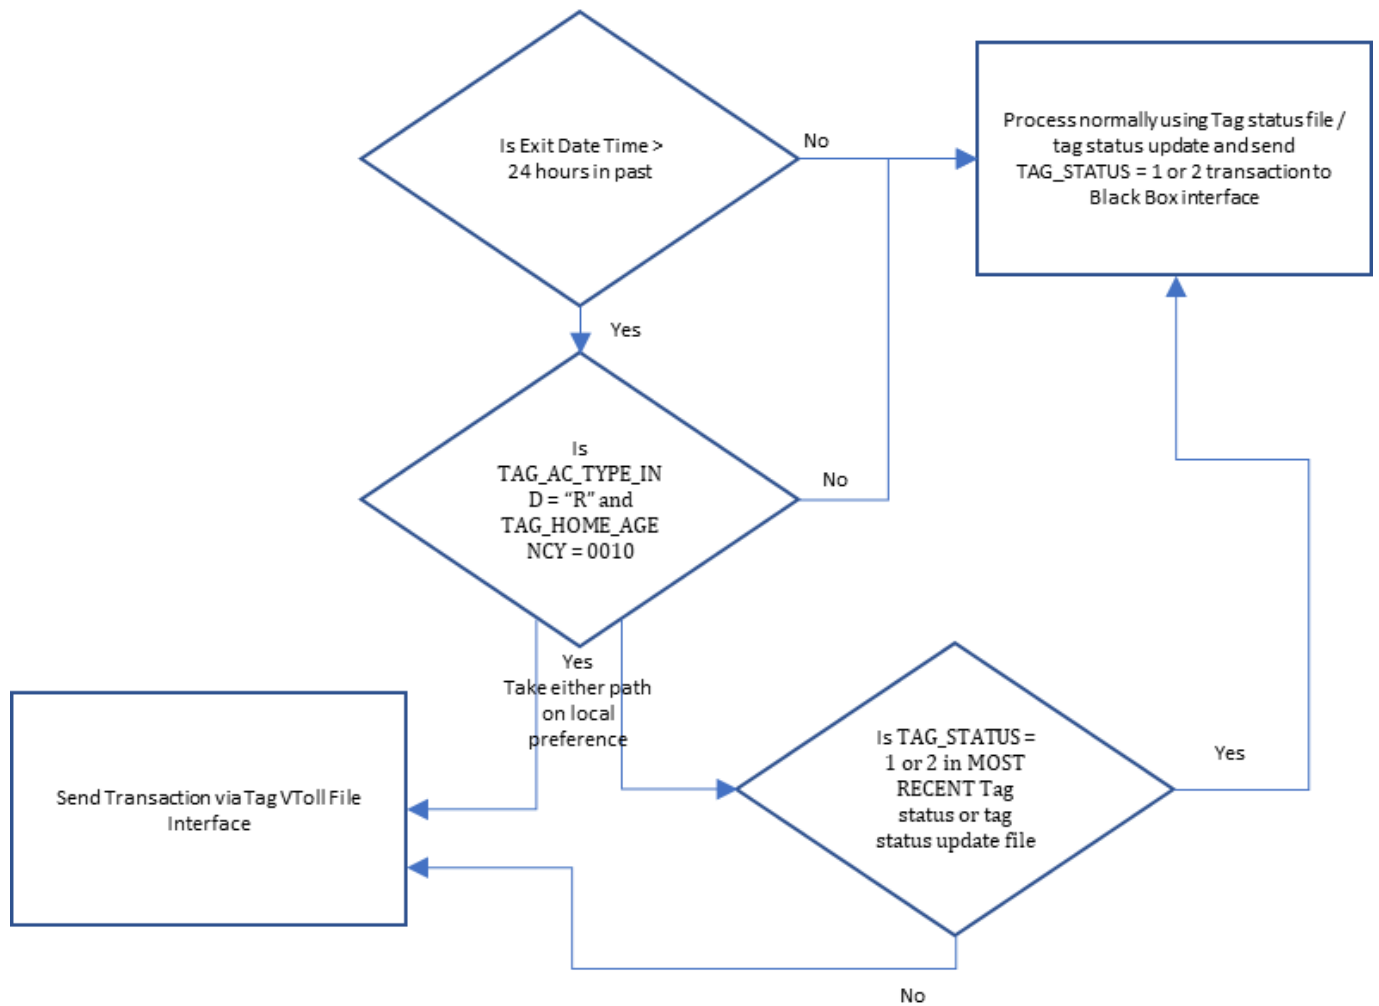 Is Exit Date Time >
24 hours in past
No
Process normally using Tag status file /
tag status update and send
TAG_STATUS = 1 or 2 transaction to
Black Box interface
Yes
Is
TAG_AC_TYPE_IN
D = “R” and
TAG_HOME_AGE
NCY = 0010
No
Yes
Take either path
on local
preference
Is TAG_STATUS =
1 or 2 in MOST
RECENT Tag
status or tag
status update file
Yes
Send Transaction via Tag VToll File
Interface
No